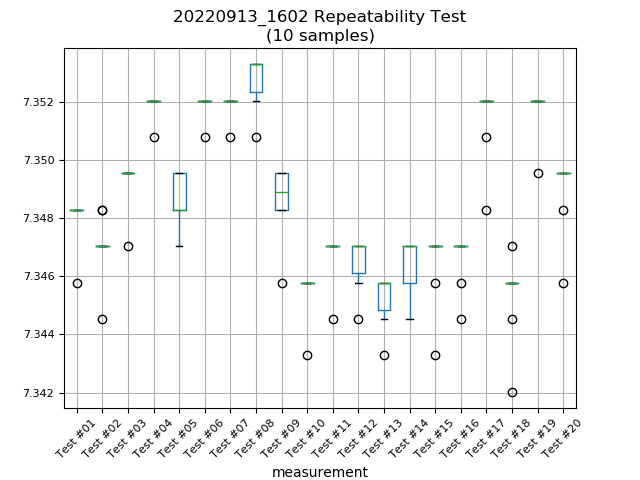 20220913_1602 Repeatability Test
(10 samples)
7.352
7.350
7.348
7.346
7.344
7.342
Test #01
Test #02
Test #03
Test #04
Test #05
Test #06
Test #07
Test #08
Test #09
Test #10
Test #11
Test #12
Test #13
Test #14
Test #15
Test #16
Test #17
Test #18
Test #19
Test #20
measurement